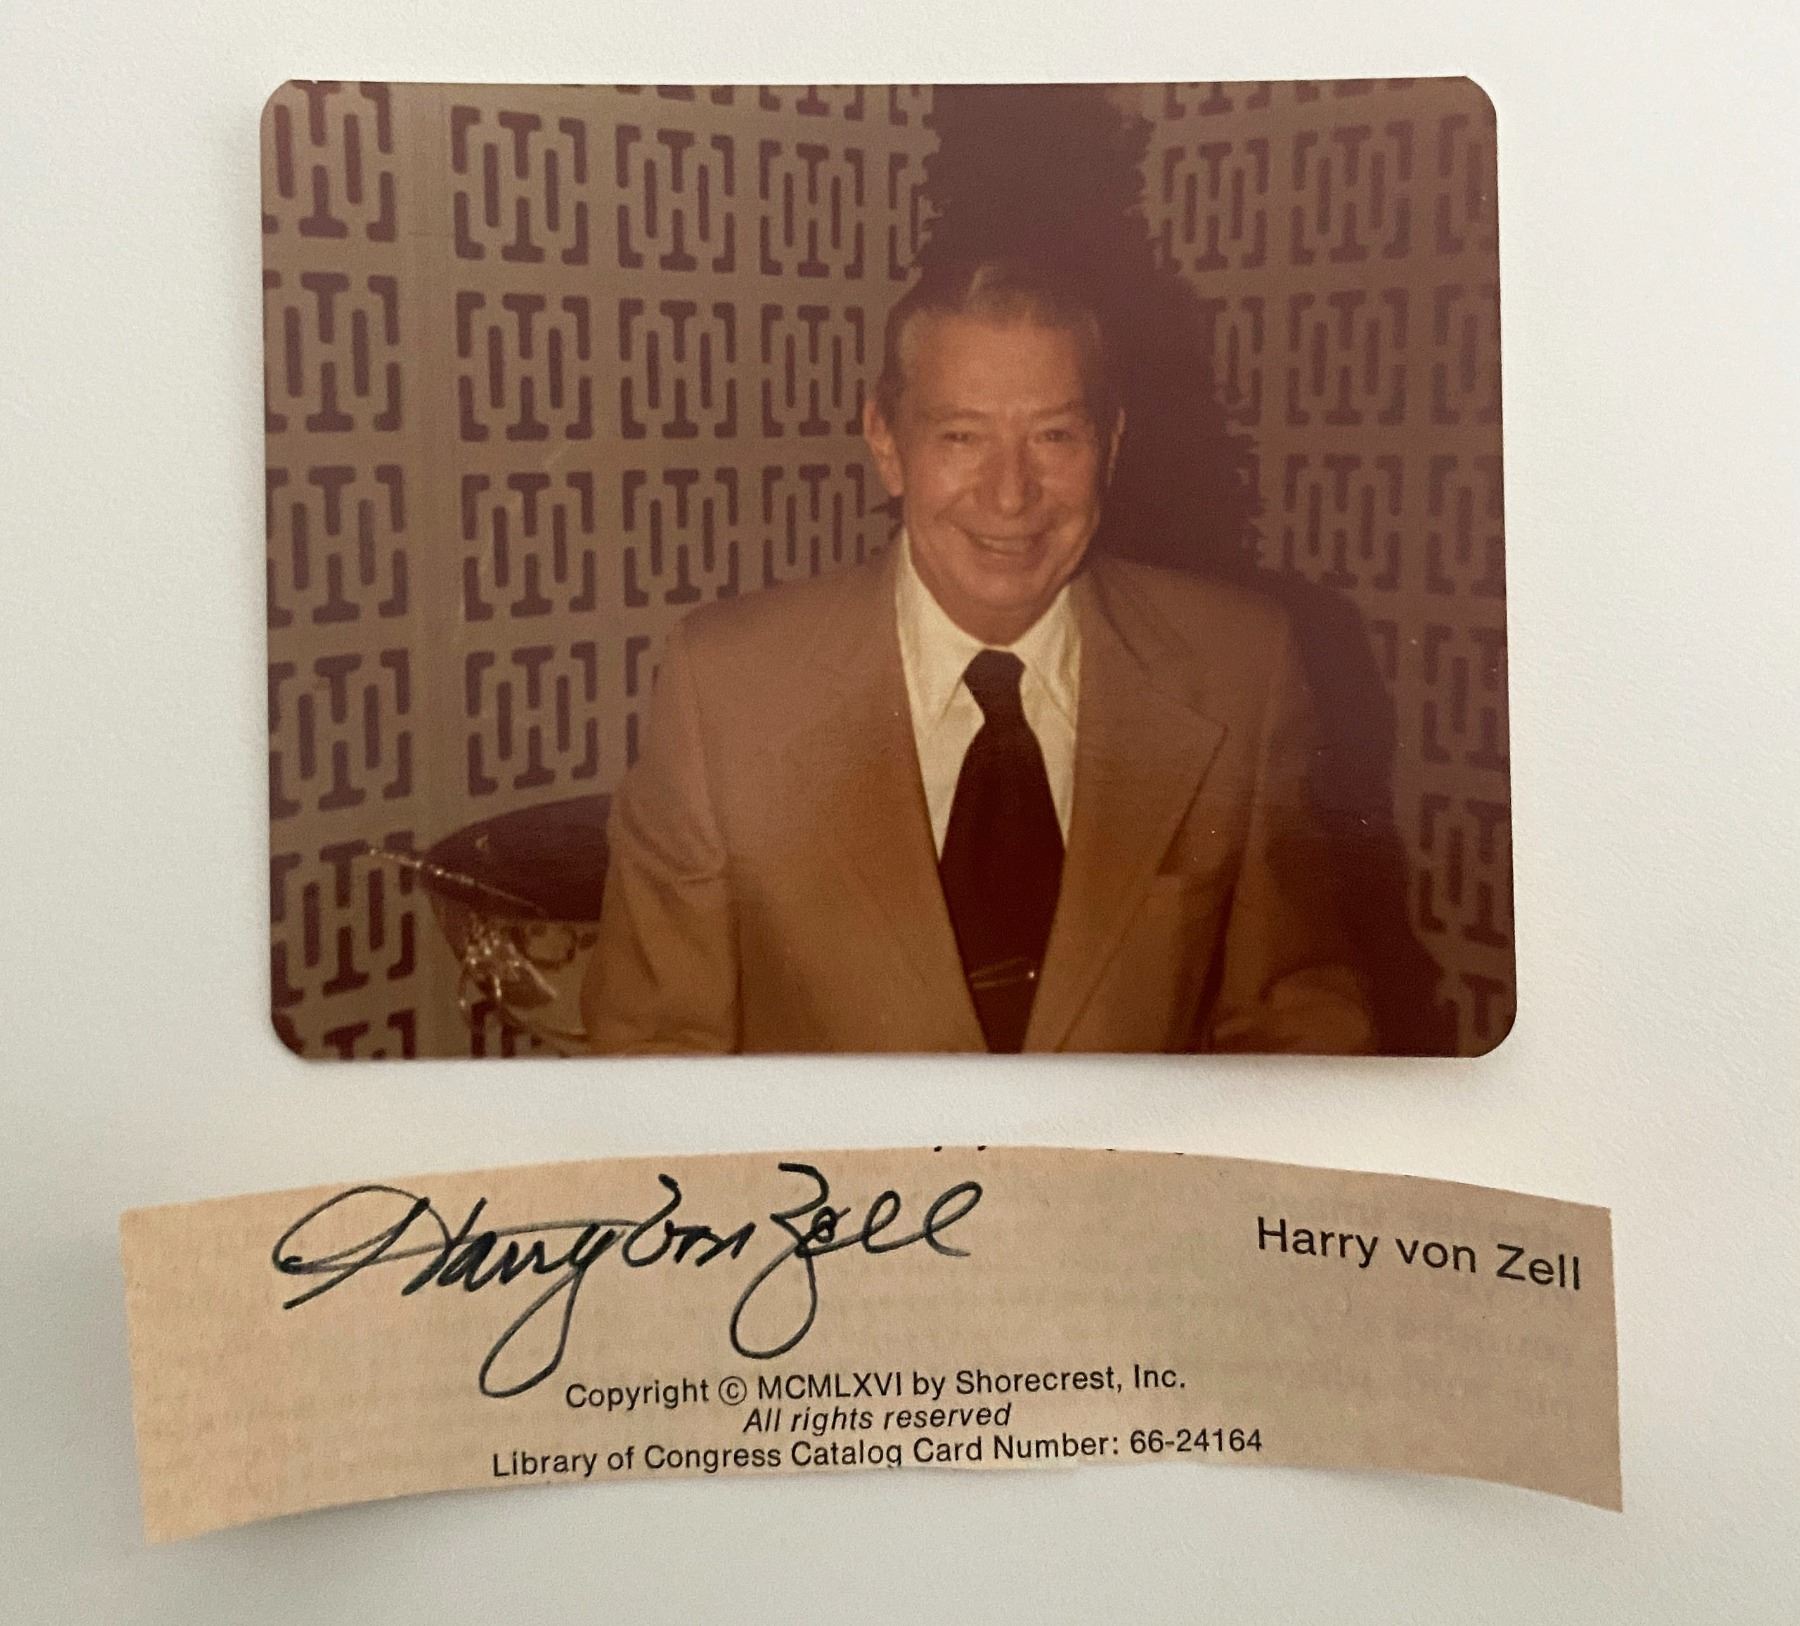 Harry Von Zell
Harry von Zell
Copyright © MCMLXVI by Shorecrest, Inc.
All rights reserved
Library of Congress Catalog Card Number: 66-24164